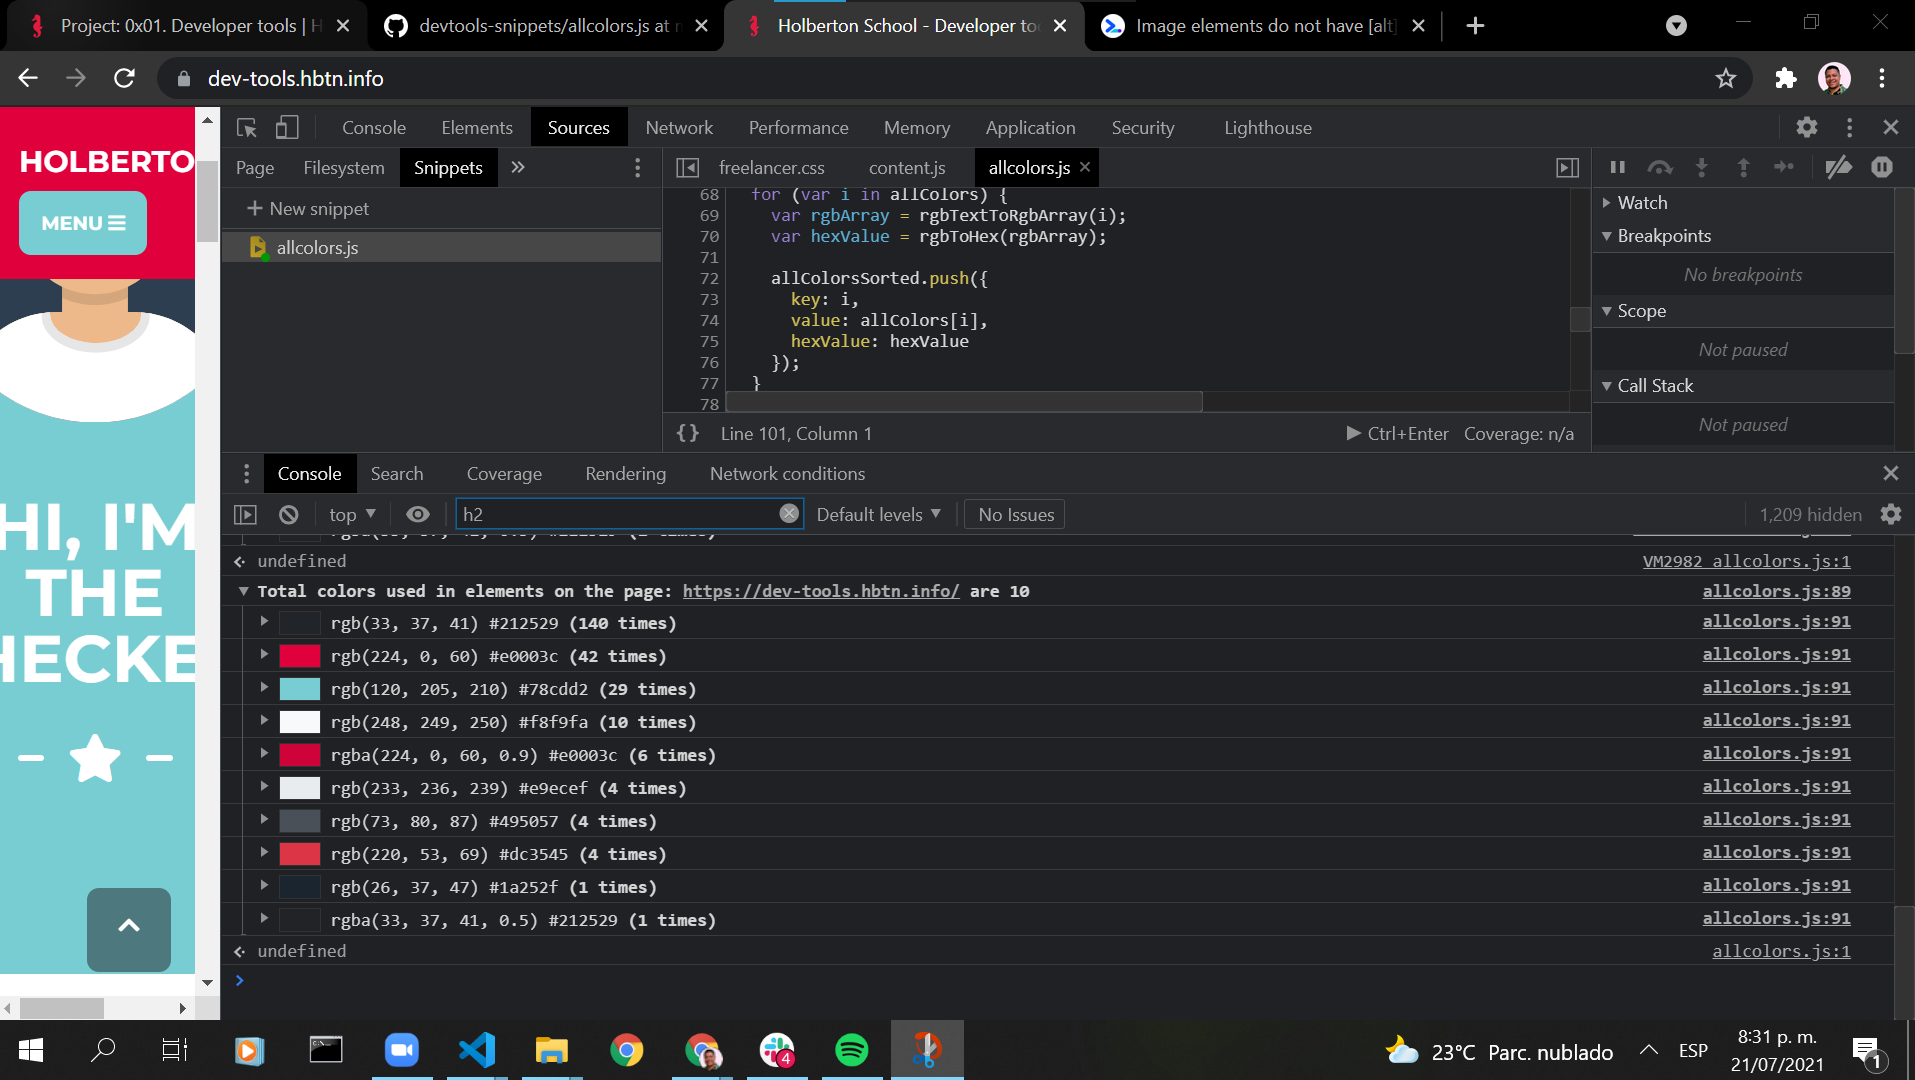 Project: 0x01. Developer tools | H
devtools-snippets/allcolors.js at
Holberton School - Developer to
Image elements do not have [alt]
dev-tools.hbtn.info
HOLBERTO
MENU
HI, I'M
THE
HECKE
Console Elements Sources Network Performance Memory Application Security Lighthouse
Page Filesystem Snippets
New snippet
allcolors.js
freelancer.css content.js allcolors.js
68 for (var i in allColors) {
69 var rgbArray = rgbTextToRgbArray(i);
70 var hexValue = rgbToHex(rgbArray);
71
72 allColorsSorted.push({
73 key: i,
74 value: allColors[i],
75 hexValue: hexValue
76 });
77 }
78
{} Line 101, Column 1 Ctrl+Enter Coverage: n/a
Watch
Breakpoints
No breakpoints
Scope
Not paused
Call Stack
Not paused
Console Search Coverage Rendering Network conditions
top h2 Default levels No Issues 1,209 hidden
undefined VM2982 allcolors.js:1
Total colors used in elements on the page: https://dev-tools.hbtn.info/ are 10 allcolors.js:89
rgb(33, 37, 41) #212529 (140 times) allcolors.js:91
rgb(224, 0, 60) #e0003c (42 times) allcolors.js:91
rgb(120, 205, 210) #78cdd2 (29 times) allcolors.js:91
rgb(248, 249, 250) #f8f9fa (10 times) allcolors.js:91
rgba(224, 0, 60, 0.9) #e0003c (6 times) allcolors.js:91
rgb(233, 236, 239) #e9ecef (4 times) allcolors.js:91
rgb(73, 80, 87) #495057 (4 times) allcolors.js:91
rgb(220, 53, 69) #dc3545 (4 times) allcolors.js:91
rgb(26, 37, 47) #1a252f (1 times) allcolors.js:91
rgba(33, 37, 41, 0.5) #212529 (1 times) allcolors.js:91
undefined allcolors.js:1
4
23°C Parc. nublado
ESP
8:31 p. m.
21/07/2021
1